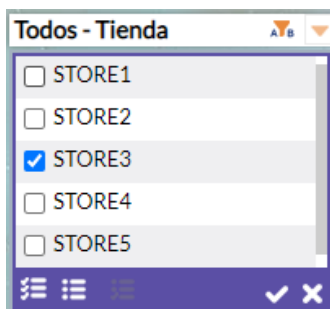 Todos - Tienda A B
STORE1
STORE2
STORE3
STORE4
STORE5